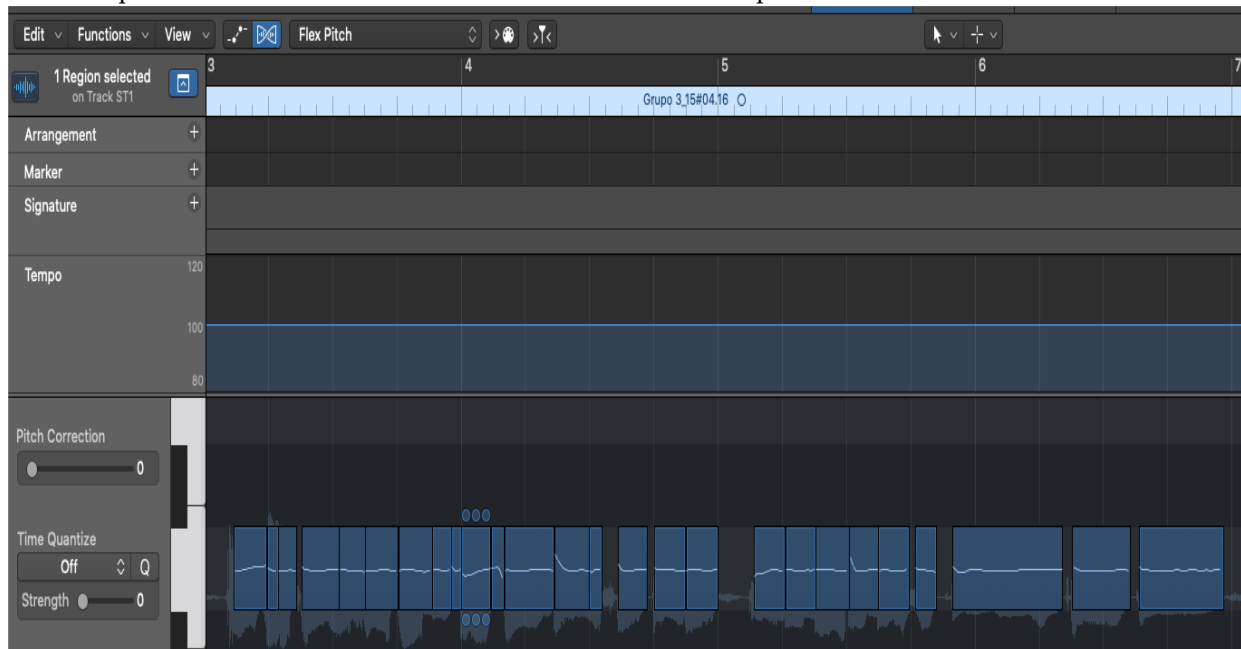 Edit Functions View Flex Pitch
1 Region selected
on Track ST1
3 4 5 6 7
Grupo 3_15#04.16
Arrangement +
Marker +
Signature +
Tempo
120
100
80
Pitch Correction
0
Time Quantize
Off Q
Strength 0